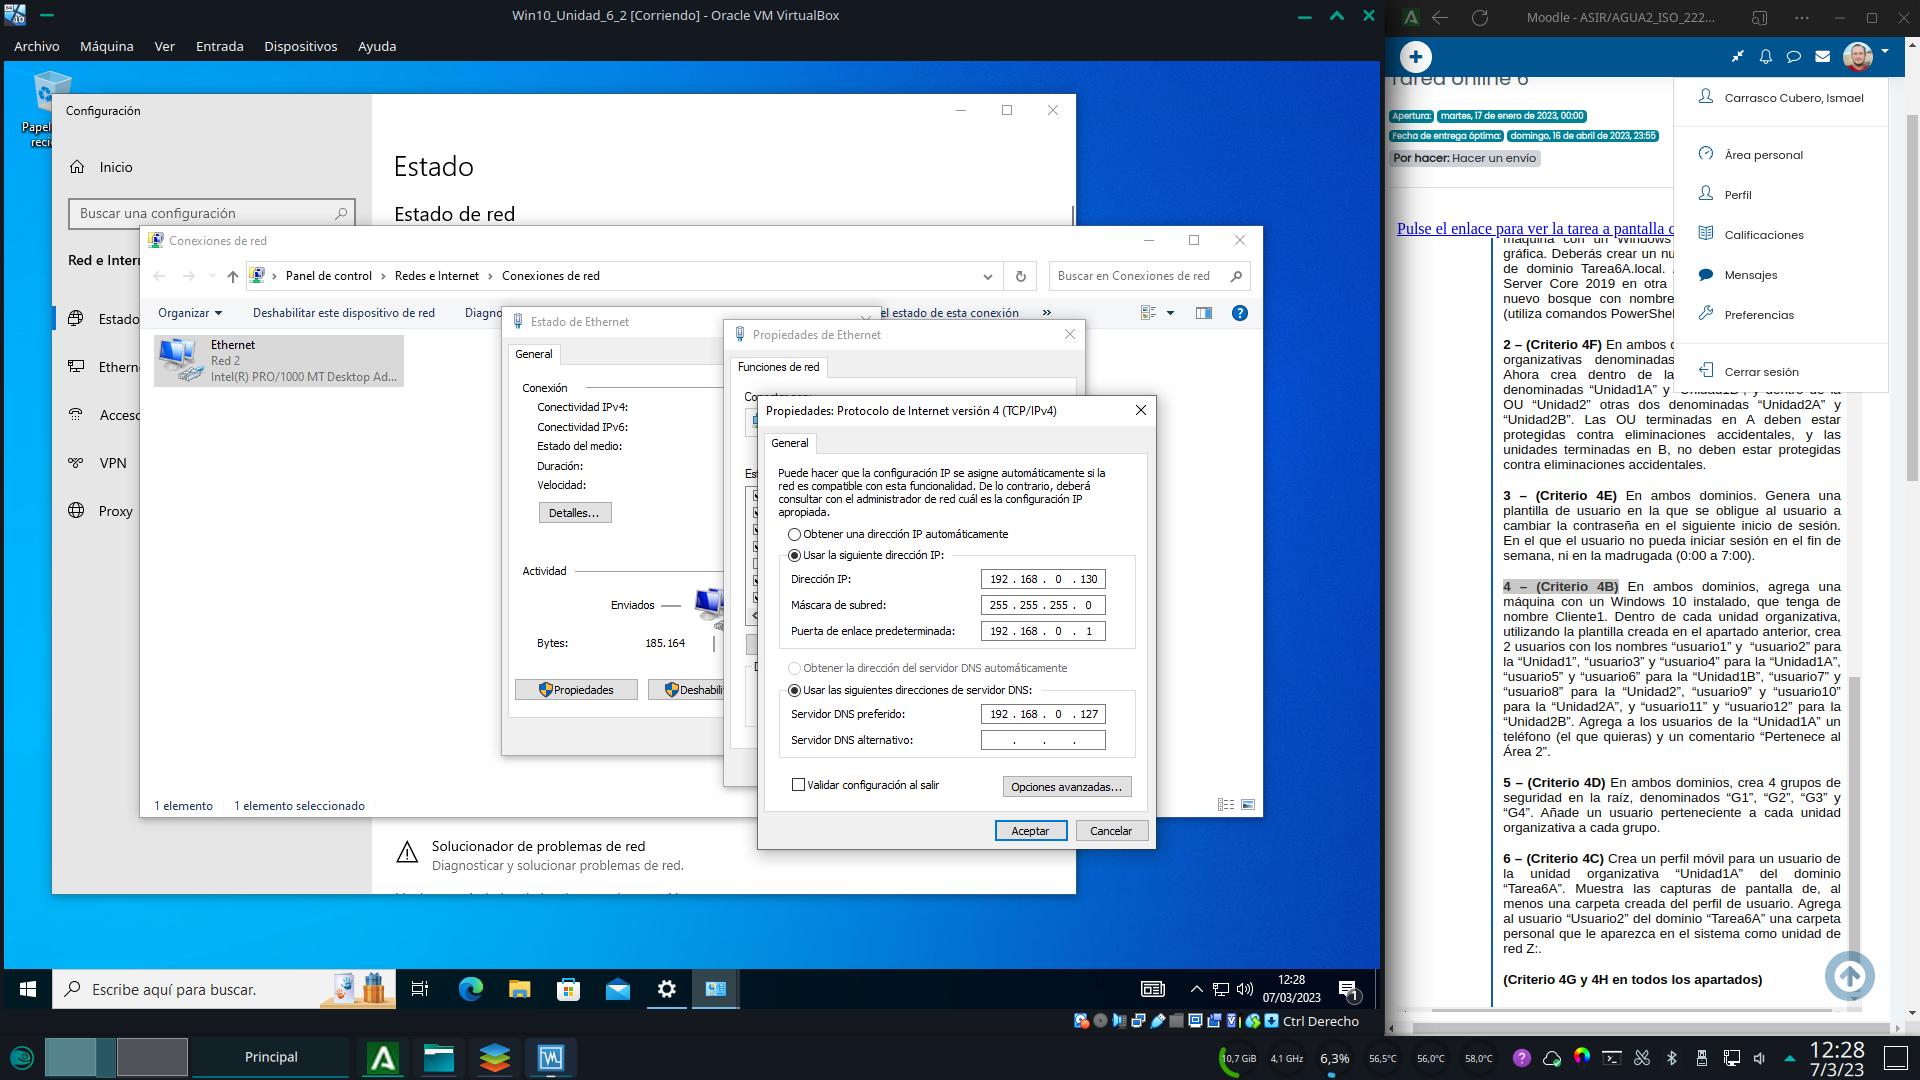 Win10_Unidad_6_2 [Corriendo] - Oracle VM VirtualBox
Archivo Máquina Ver Entrada Dispositivos Ayuda
Configuración
Inicio
Buscar una configuración
Estado
Estado de red
Conexiones de red
Panel de control Redes e Internet Conexiones de red
Buscar en Conexiones de red
Organizar Deshabilitar este dispositivo de red
el estado de esta conexión »
Ethernet
Red 2
Intel(R) PRO/1000 MT Desktop Ad...
Estado
VPN
Proxy
1 elemento 1 elemento seleccionado
Solucionador de problemas de red
Diagnosticar y solucionar problemas de red.
Estado de Ethernet
General
Conexión
Conectividad IPv4:
Conectividad IPv6:
Estado del medio:
Duración:
Velocidad:
Detalles...
Actividad
Enviados
Bytes: 185.164
Propiedades
Deshabili
Propiedades de Ethernet
Funciones de red
Propiedades: Protocolo de Internet versión 4 (TCP/IPv4)
General
Puede hacer que la configuración IP se asigne automáticamente si la
red es compatible con esta funcionalidad. De lo contrario, deberá
consultar con el administrador de red cuál es la configuración IP
apropiada.
Obtener una dirección IP automáticamente
Usar la siguiente dirección IP:
Dirección IP: 192 . 168 . 0 . 130
Máscara de subred: 255 . 255 . 255 . 0
Puerta de enlace predeterminada: 192 . 168 . 0 . 1
Obtener la dirección del servidor DNS automáticamente
Usar las siguientes direcciones de servidor DNS:
Servidor DNS preferido: 192 . 168 . 0 . 127
Servidor DNS alternativo: . . .
Validar configuración al salir
Opciones avanzadas...
Aceptar Cancelar
Escribe aquí para buscar.
12:28
07/03/2023
1
Ctrl Derecho
Moodle - ASIR/AGUA2_ISO_222...
Tarea online 6
Apertura: martes, 17 de enero de 2023, 00:00
Fecha de entrega óptima: domingo, 16 de abril de 2023, 23:55
Por hacer: Hacer un envío
Pulse el enlace para ver la tarea a pantalla c
Carrasco Cubero, Ismael
Área personal
Perfil
Calificaciones
Mensajes
Preferencias
Cerrar sesión
máquina con un Windows
gráfica. Deberás crear un nu
de dominio Tarea6A.local.
Server Core 2019 en otra
nuevo bosque con nombre
(utiliza comandos PowerShel
2 – (Criterio 4F) En ambos d
organizativas denominadas
Ahora crea dentro de la
denominadas “Unidad1A” y “Unidad1B”, y dentro de la
OU “Unidad2” otras dos denominadas “Unidad2A” y
“Unidad2B”. Las OU terminadas en A deben estar
protegidas contra eliminaciones accidentales, y las
unidades terminadas en B, no deben estar protegidas
contra eliminaciones accidentales.
3 – (Criterio 4E) En ambos dominios. Genera una
plantilla de usuario en la que se obligue al usuario a
cambiar la contraseña en el siguiente inicio de sesión.
En el que el usuario no pueda iniciar sesión en el fin de
semana, ni en la madrugada (0:00 a 7:00).
4 – (Criterio 4B) En ambos dominios, agrega una
máquina con un Windows 10 instalado, que tenga de
nombre Cliente1. Dentro de cada unidad organizativa,
utilizando la plantilla creada en el apartado anterior, crea
2 usuarios con los nombres “usuario1” y “usuario2” para
la “Unidad1”, “usuario3” y “usuario4” para la “Unidad1A”,
“usuario5” y “usuario6” para la “Unidad1B”, “usuario7” y
“usuario8” para la “Unidad2”, “usuario9” y “usuario10”
para la “Unidad2A”, y “usuario11” y “usuario12” para la
“Unidad2B”. Agrega a los usuarios de la “Unidad1A” un
teléfono (el que quieras) y un comentario “Pertenece al
Área 2”.
5 – (Criterio 4D) En ambos dominios, crea 4 grupos de
seguridad en la raíz, denominados “G1”, “G2”, “G3” y
“G4”. Añade un usuario perteneciente a cada unidad
organizativa a cada grupo.
6 – (Criterio 4C) Crea un perfil móvil para un usuario de
la unidad organizativa “Unidad1A” del dominio
“Tarea6A”. Muestra las capturas de pantalla de, al
menos una carpeta creada del perfil de usuario. Agrega
al usuario “Usuario2” del dominio “Tarea6A” una carpeta
personal que le aparezca en el sistema como unidad de
red Z:.
(Criterio 4G y 4H en todos los apartados)
Principal
10,7 GiB 4,1 GHz 6,3% 56,5°C 56,0°C 58,0°C
12:28
7/3/23